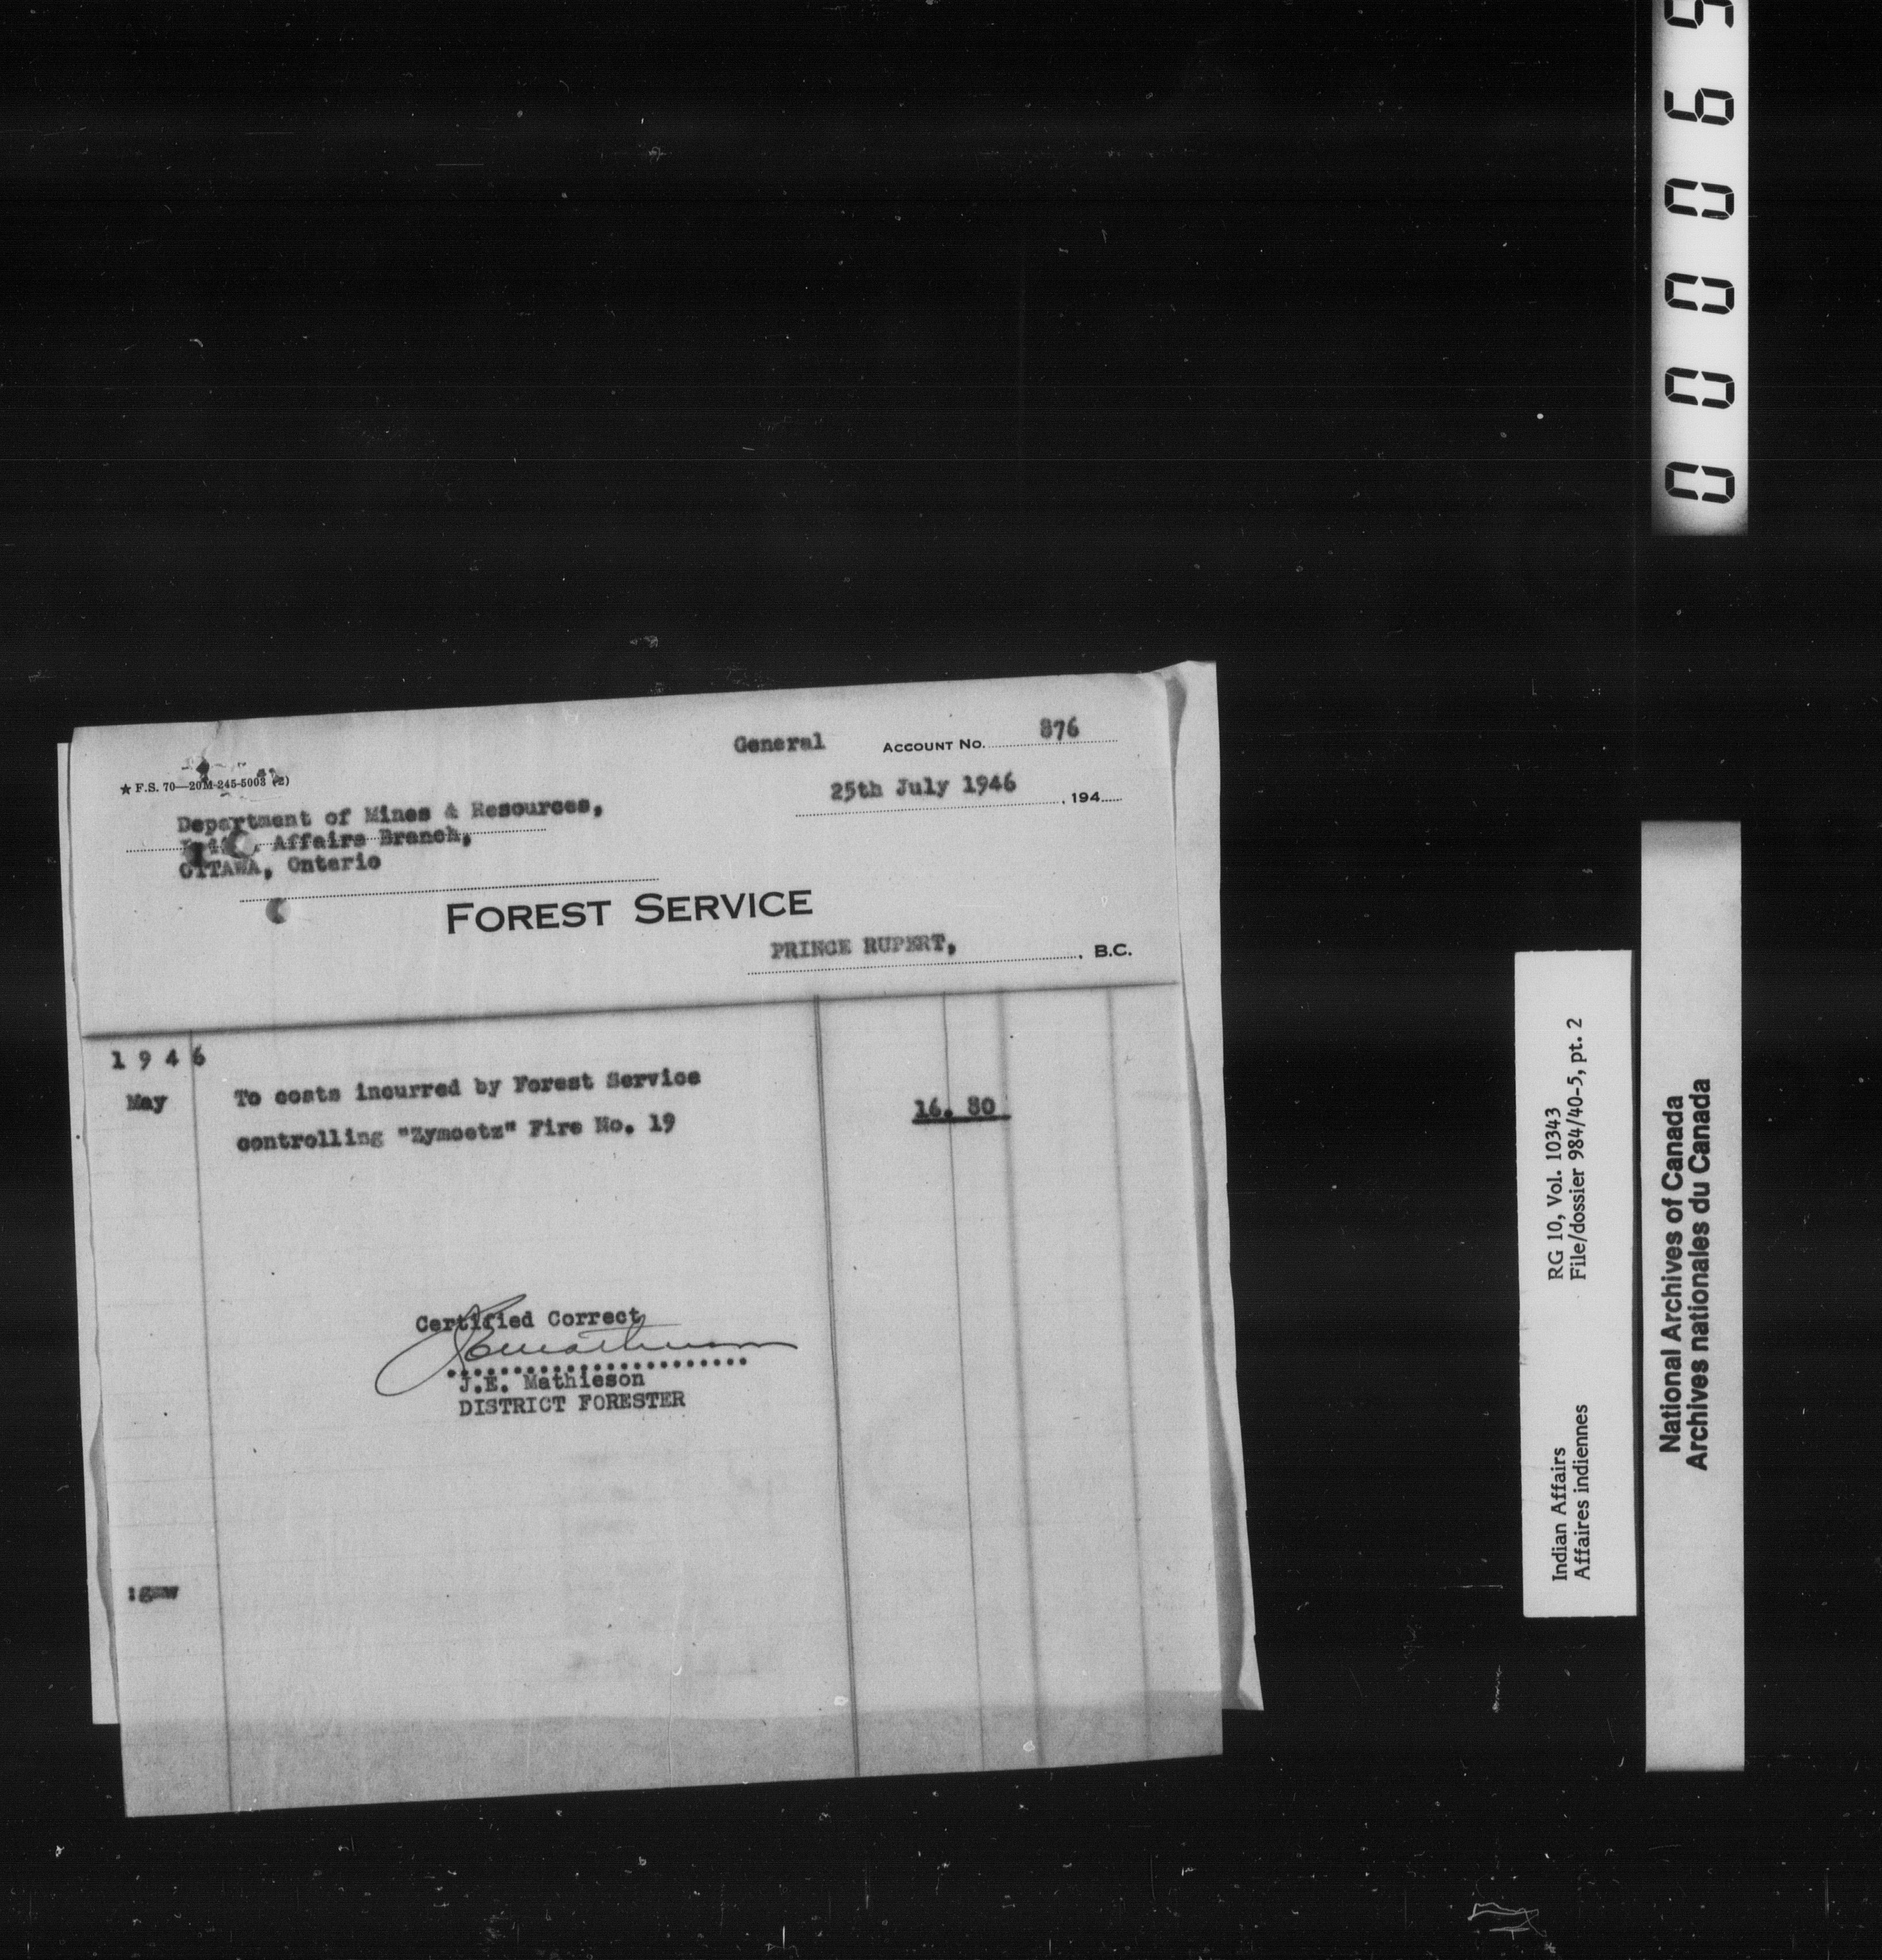 General ACCOUNT No. 876
★ F.S. 70—20M-245-5003 (2)
25th July 1946, 194
Department of Mines & Resources,
Affairs Branch,
OTTAWA, Ontario
FOREST SERVICE
PRINCE RUPERT, B.C.
1946
May To costs incurred by Forest Service
controlling "Zymoetz" Fire No. 19 16.80
Certified Correct
J.E. Mathieson
J.E. Mathieson
DISTRICT FORESTER
:gmw
000069
RG 10, Vol. 10343
File/dossier 984/40-5, pt. 2
Indian Affairs
Affaires indiennes
National Archives of Canada
Archives nationales du Canada